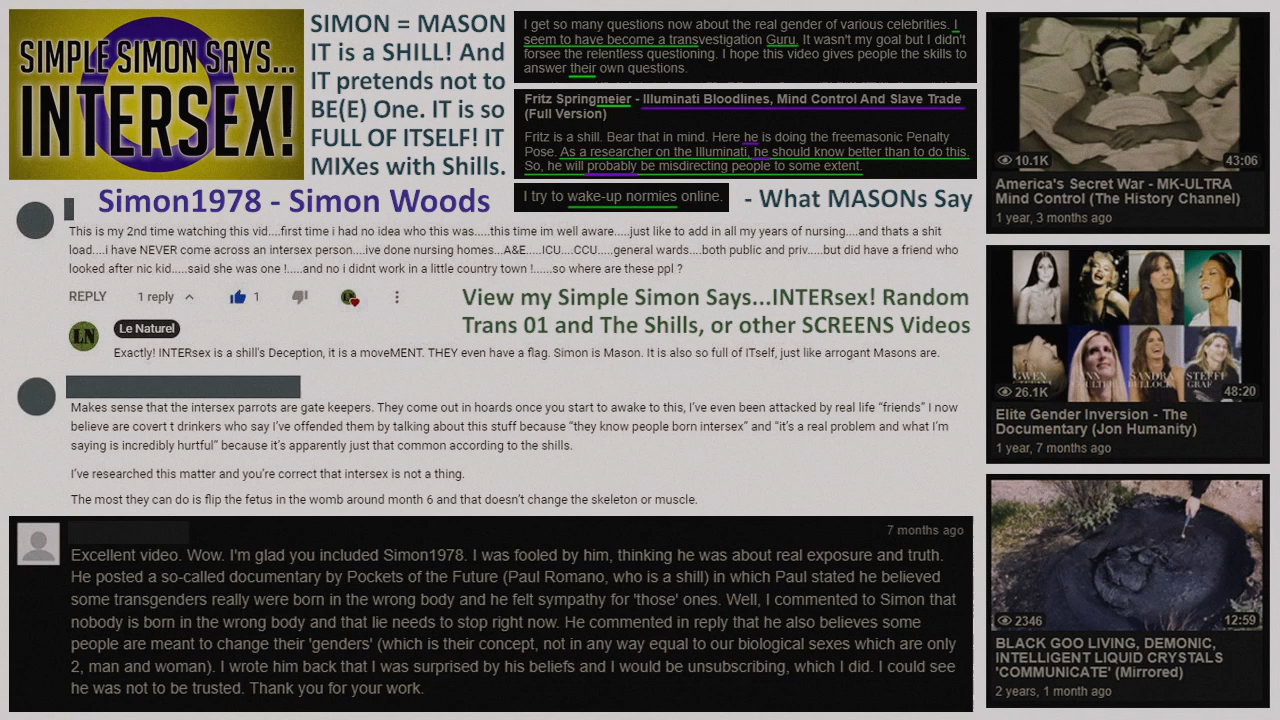 SIMPLE SIMON SAYS...
INTERSEX!
SIMON = MASON
IT is a SHILL! And
IT pretends not to
BE(E) One. IT is so
FULL OF ITSELF! IT
MIXes with Shills.
I get so many questions now about the real gender of various celebrities. I
seem to have become a transvestigation Guru. It wasn't my goal but I didn't
forsee the relentless questioning. I hope this video gives people the skills to
answer their own questions.
Fritz Springmeier - Illuminati Bloodlines, Mind Control And Slave Trade
(Full Version)
Fritz is a shill. Bear that in mind. Here he is doing the freemasonic Penalty
Pose. As a researcher on the Illuminati, he should know better than to do this.
So, he will probably be misdirecting people to some extent.
I try to wake-up normies online.
- What MASONs Say
Simon1978 - Simon Woods
This is my 2nd time watching this vid....first time i had no idea who this was.....this time im well aware.....just like to add in all my years of nursing....and thats a shit
load....i have NEVER come across an intersex person....ive done nursing homes...A&E....ICU....CCU.....general wards....both public and priv.....but did have a friend who
looked after nic kid.....said she was one !.....and no i didnt work in a little country town !......so where are these ppl ?
REPLY 1 reply 1
View my Simple Simon Says...INTERsex! Random
Trans 01 and The Shills, or other SCREENS Videos
LN
Le Naturel
Exactly! INTERsex is a shill's Deception, it is a moveMENT. THEY even have a flag. Simon is Mason. It is also so full of ITself, just like arrogant Masons are.
Makes sense that the intersex parrots are gate keepers. They come out in hoards once you start to awake to this, I've even been attacked by real life “friends” I now
believe are covert t drinkers who say I've offended them by talking about this stuff because “they know people born intersex” and “it's a real problem and what I'm
saying is incredibly hurtful” because it's apparently just that common according to the shills.
I've researched this matter and you're correct that intersex is not a thing.
The most they can do is flip the fetus in the womb around month 6 and that doesn't change the skeleton or muscle.
7 months ago
Excellent video. Wow. I'm glad you included Simon1978. I was fooled by him, thinking he was about real exposure and truth.
He posted a so-called documentary by Pockets of the Future (Paul Romano, who is a shill) in which Paul stated he believed
some transgenders really were born in the wrong body and he felt sympathy for 'those' ones. Well, I commented to Simon that
nobody is born in the wrong body and that lie needs to stop right now. He commented in reply that he also believes some
people are meant to change their 'genders' (which is their concept, not in any way equal to our biological sexes which are only
2, man and woman). I wrote him back that I was surprised by his beliefs and I would be unsubscribing, which I did. I could see
he was not to be trusted. Thank you for your work.
10.1K 43:06
America's Secret War - MK-ULTRA
Mind Control (The History Channel)
1 year, 3 months ago
GWEN
ANN COULTER
SANDRA BULLOCK
STEFFI GRAF
26.1K 48:20
Elite Gender Inversion - The
Documentary (Jon Humanity)
1 year, 7 months ago
2346 12:59
BLACK GOO LIVING, DEMONIC,
INTELLIGENT LIQUID CRYSTALS
'COMMUNICATE' (Mirrored)
2 years, 1 month ago